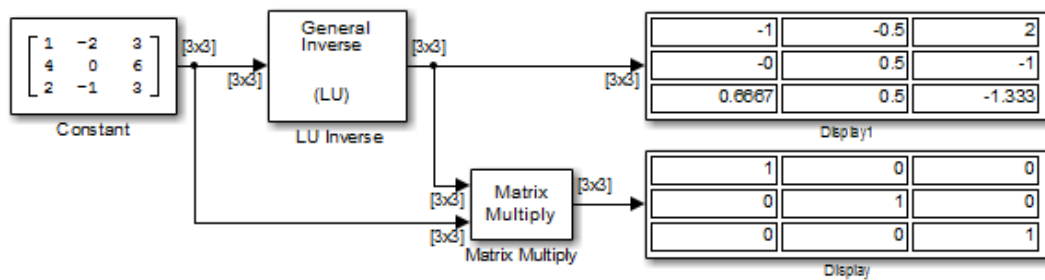 1 -2 3
4 0 6
2 -1 3
Constant
[3x3]
[3x3]
General
Inverse
(LU)
LU Inverse
[3x3]
[3x3]
-1 -0.5 2
-0 0.5 -1
0.6667 0.5 -1.333
Display1
[3x3]
[3x3]
Matrix
Multiply
Matrix Multiply
[3x3]
1 0 0
0 1 0
0 0 1
Display